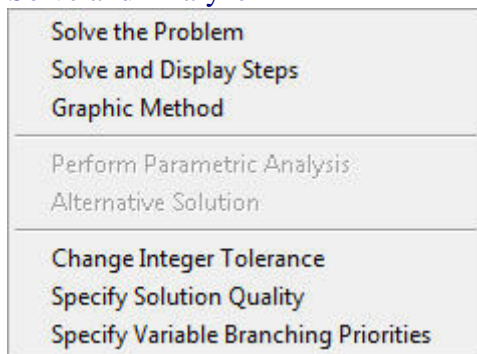 Solve the Problem
Solve and Display Steps
Graphic Method
Perform Parametric Analysis
Alternative Solution
Change Integer Tolerance
Specify Solution Quality
Specify Variable Branching Priorities